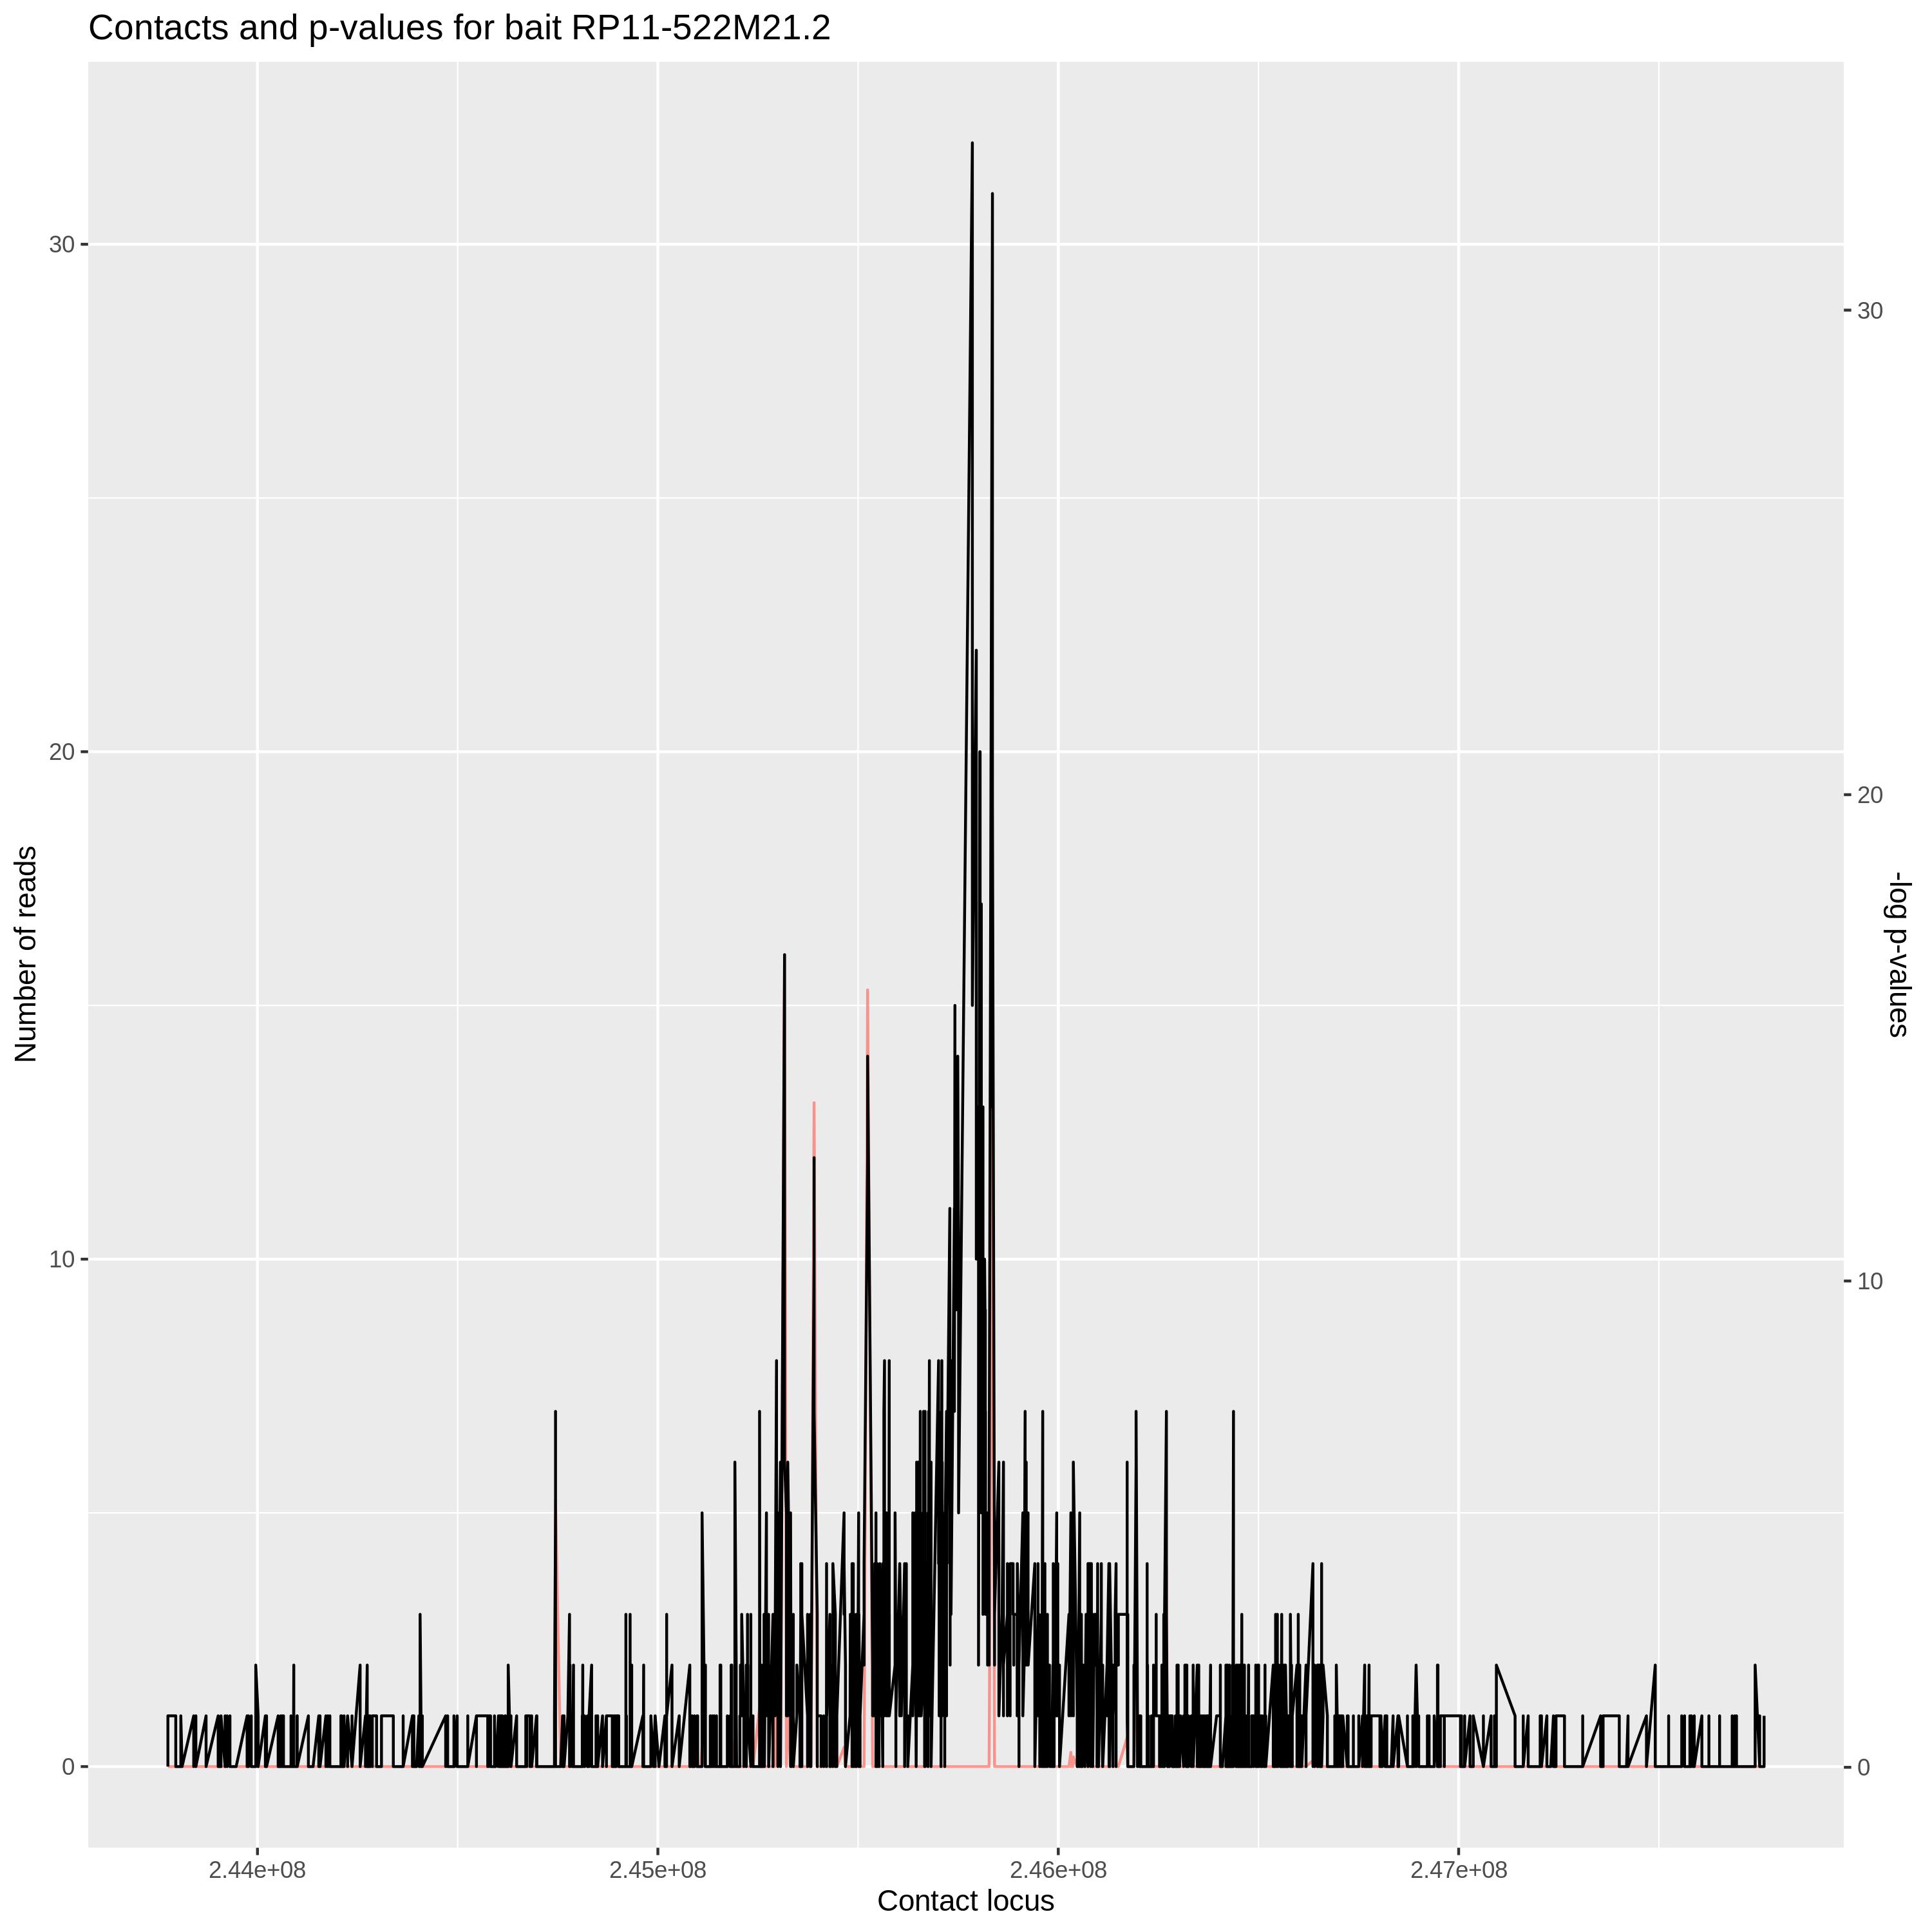 Contacts and p-values for bait RP11-522M21.2
30
20
10
0
Number of reads
30
20
10
0
-log p-values
2.44e+08 2.45e+08 2.46e+08 2.47e+08
Contact locus